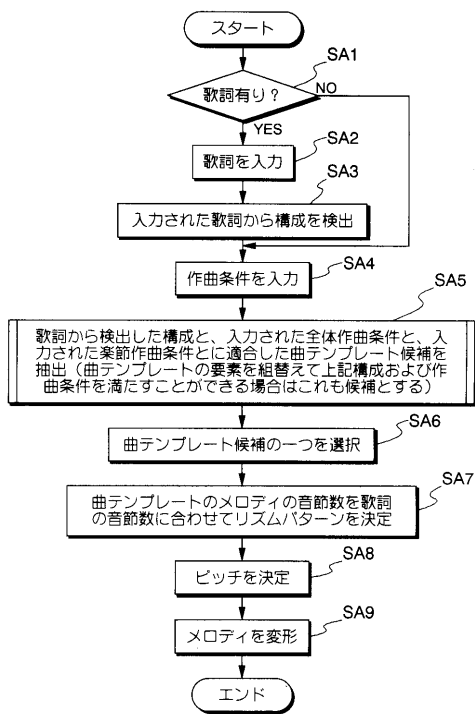 スタート
SA1
歌詞有り？
NO
YES
SA2
歌詞を入力
SA3
入力された歌詞から構成を検出
SA4
作曲条件を入力
SA5
歌詞から検出した構成と、入力された全体作曲条件と、入
力された楽節作曲条件とに適合した曲テンプレート候補を
抽出（曲テンプレートの要素を組替えて上記構成および作
曲条件を満たすことができる場合はこれも候補とする）
SA6
曲テンプレート候補の一つを選択
SA7
曲テンプレートのメロディの音節数を歌詞
の音節数に合わせてリズムパターンを決定
SA8
ピッチを決定
SA9
メロディを変形
エンド